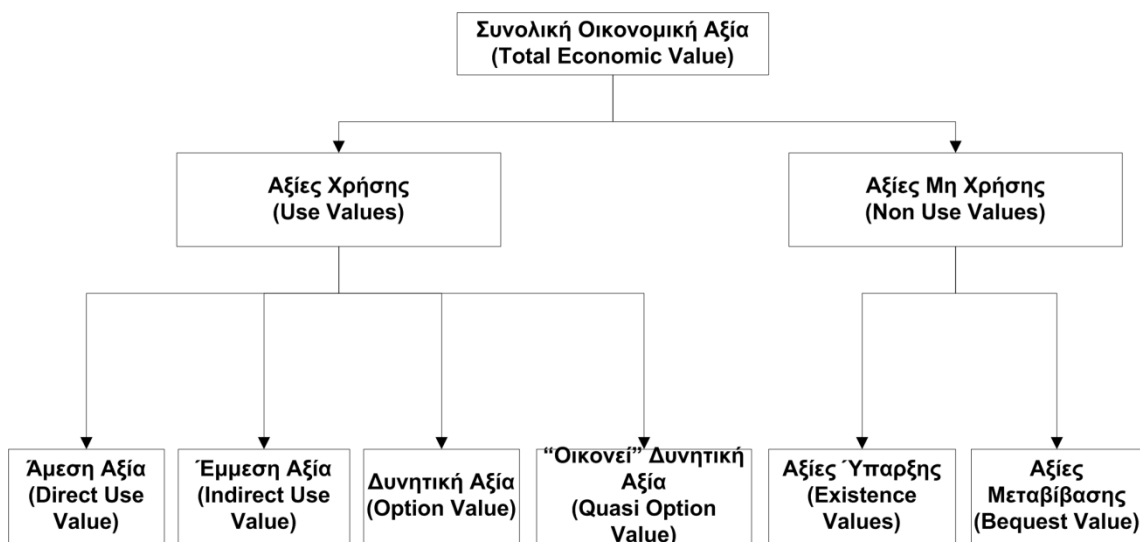 Συνολική Οικονομική Αξία
(Total Economic Value)
Αξίες Χρήσης
(Use Values)
Αξίες Μη Χρήσης
(Non Use Values)
Άμεση Αξία
(Direct Use
Value)
Έμμεση Αξία
(Indirect Use
Value)
Δυνητική Αξία
(Option Value)
“Οικονεί” Δυνητική
Αξία
(Quasi Option
Value)
Αξίες Ύπαρξης
(Existence
Values)
Αξίες
Μεταβίβασης
(Bequest Value)